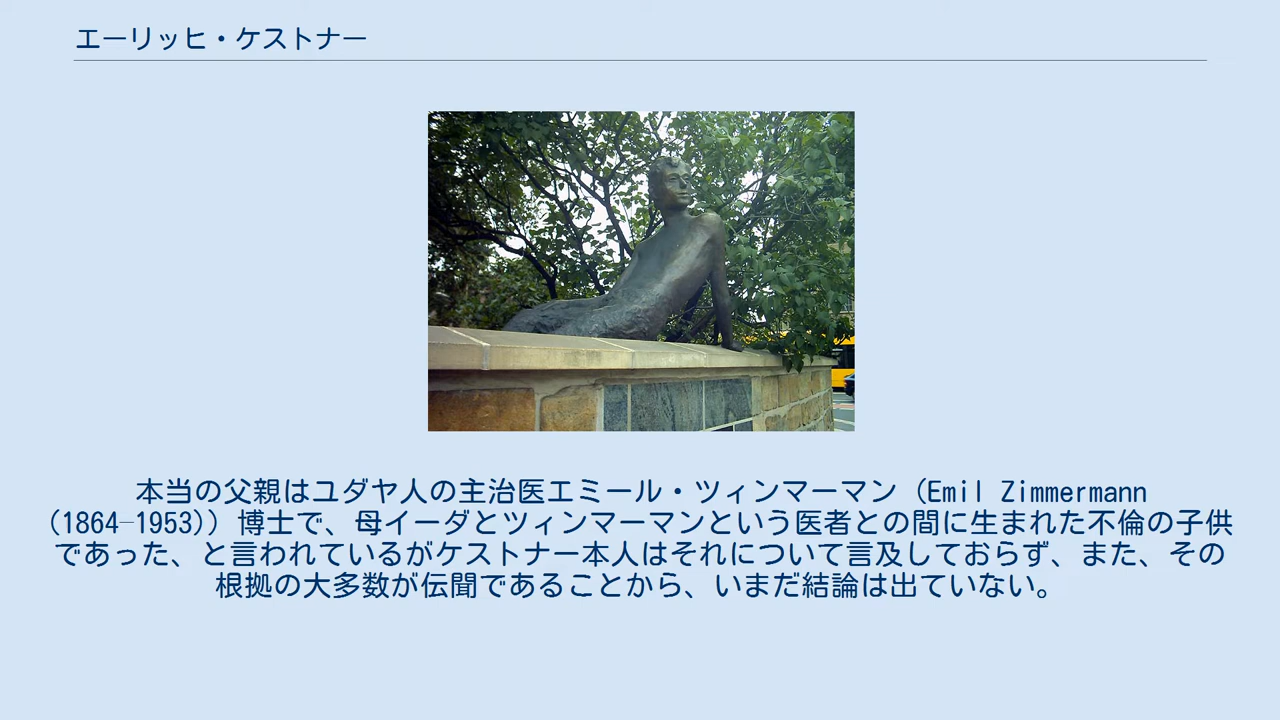 エーリッヒ・ケストナー
本当の父親はユダヤ人の主治医エミール・ツィンマーマン（Emil Zimmermann
（1864–1953））博士で、母イーダとツィンマーマンという医者との間に生まれた不倫の子供
であった、と言われているがケストナー本人はそれについて言及しておらず、また、その
根拠の大多数が伝聞であることから、いまだ結論は出ていない。